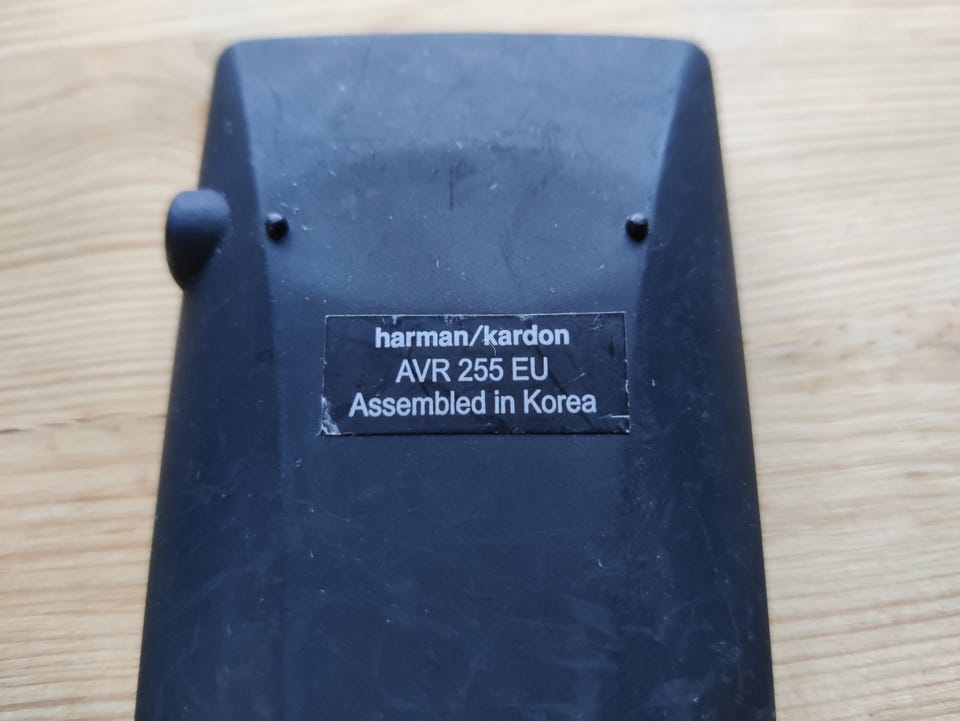 harman/kardon
AVR 255 EU
Assembled in Korea